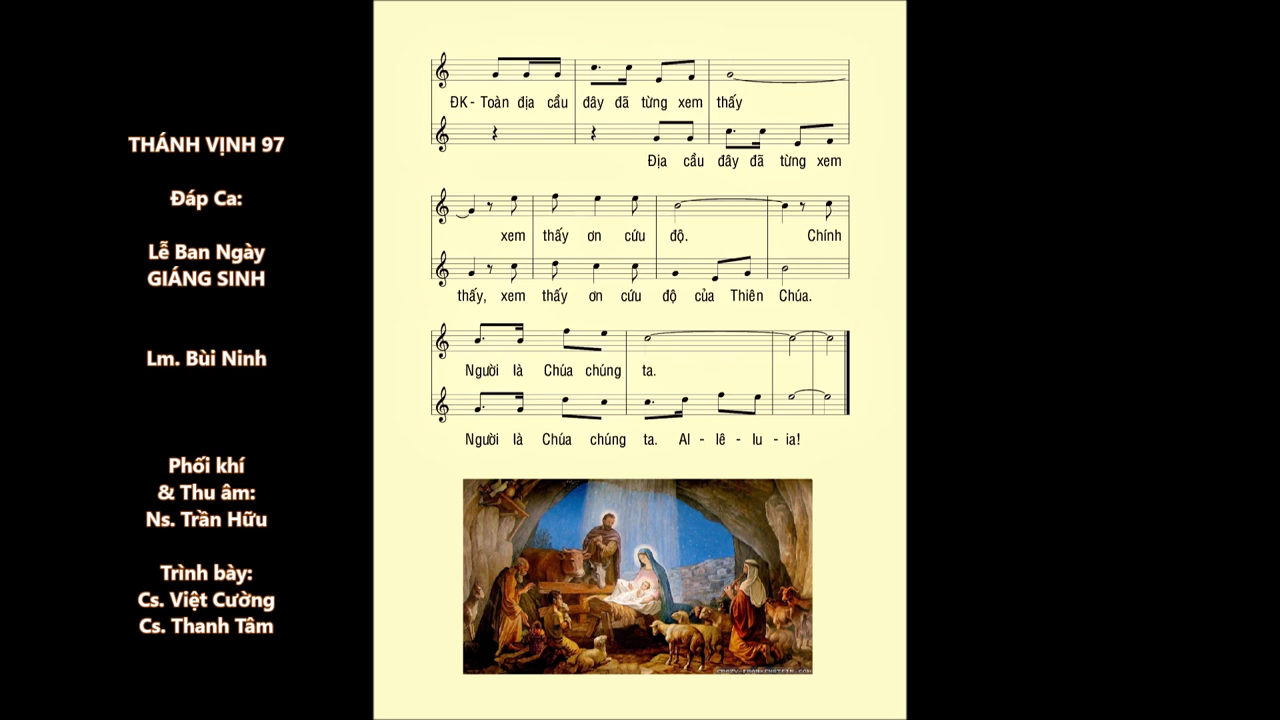 THÁNH VỊNH 97
Đáp Ca:
Lễ Ban Ngày
GIÁNG SINH
Lm. Bùi Ninh
Phối khí
& Thu âm:
Ns. Trần Hữu
Trình bày:
Cs. Việt Cường
Cs. Thanh Tâm
ĐK - Toàn địa cầu đây đã từng xem thấy
Địa cầu đây đã từng xem
xem thấy ơn cứu độ. Chính
thấy, xem thấy ơn cứu độ của Thiên Chúa.
Người là Chúa chúng ta.
Người là Chúa chúng ta. Al - lê - lu - ia!
CRAZY-FRANKENSTEIN.COM